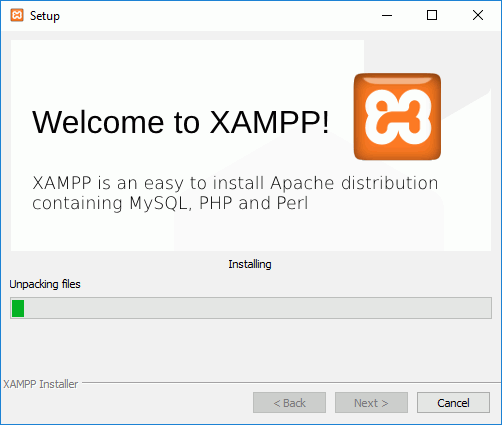 Setup
Welcome to XAMPP!
XAMPP is an easy to install Apache distribution
containing MySQL, PHP and Perl
Installing
Unpacking files
XAMPP Installer
< Back
Next >
Cancel